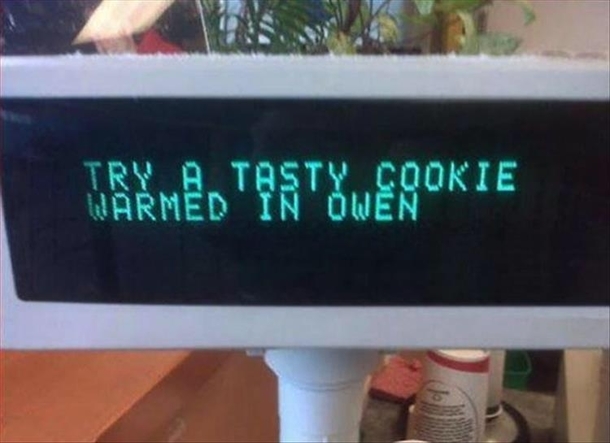 TRY A TASTY COOKIE
WARMED IN OWEN